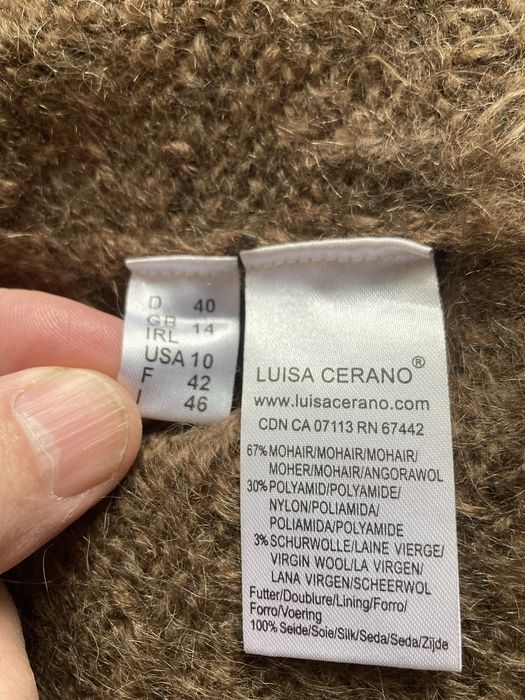 D 40
GB 14
IRL
USA 10
F 42
I 46
LUISA CERANO®
www.luisacerano.com
CDN CA 07113 RN 67442
67% MOHAIR/MOHAIR/MOHAIR/
MOHER/MOHAIR/ANGORAWOL
30% POLYAMID/POLYAMIDE/
NYLON/POLIAMIDA/
POLIAMIDA/POLYAMIDE
3% SCHURWOLLE/LAINE VIERGE/
VIRGIN WOOL/LA VIRGEN/
LANA VIRGEN/SCHEERWOL
Futter/Doublure/Lining/Forro/
Forro/Voering
100% Seide/Soie/Silk/Seda/Seda/Zijde